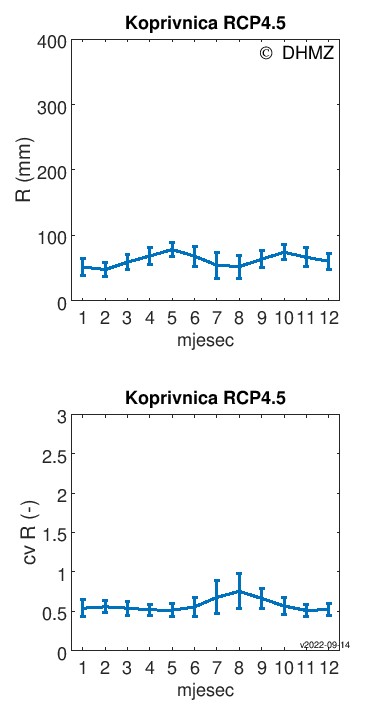 Koprivnica RCP4.5
400
© DHMZ
300
R (mm)
200
100
0
1 2 3 4 5 6 7 8 9 10 11 12
mjesec
Koprivnica RCP4.5
3
2.5
2
cv R (-)
1.5
1
0.5
0
v2022-09-14
1 2 3 4 5 6 7 8 9 10 11 12
mjesec